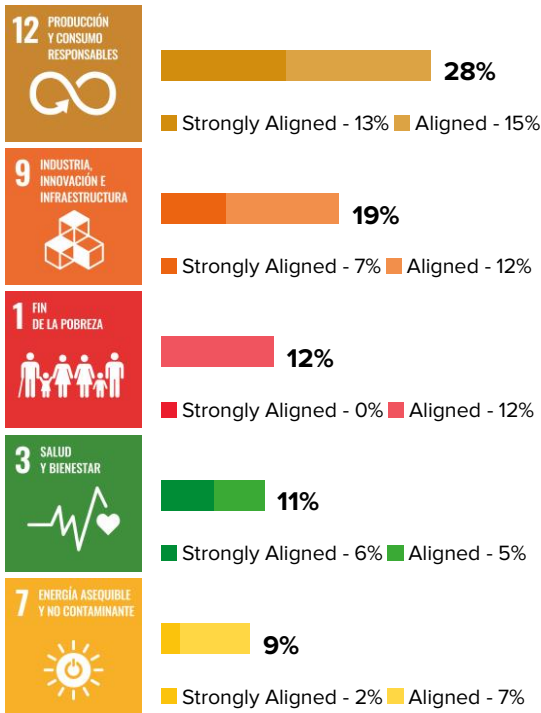 12 PRODUCCIÓN
Y CONSUMO
RESPONSABLES
28%
Strongly Aligned - 13% Aligned - 15%
9 INDUSTRIA,
INNOVACIÓN E
INFRAESTRUCTURA
19%
Strongly Aligned - 7% Aligned - 12%
1 FIN
DE LA POBREZA
12%
Strongly Aligned - 0% Aligned - 12%
3 SALUD
Y BIENESTAR
11%
Strongly Aligned - 6% Aligned - 5%
7 ENERGÍA ASEQUIBLE
Y NO CONTAMINANTE
9%
Strongly Aligned - 2% Aligned - 7%